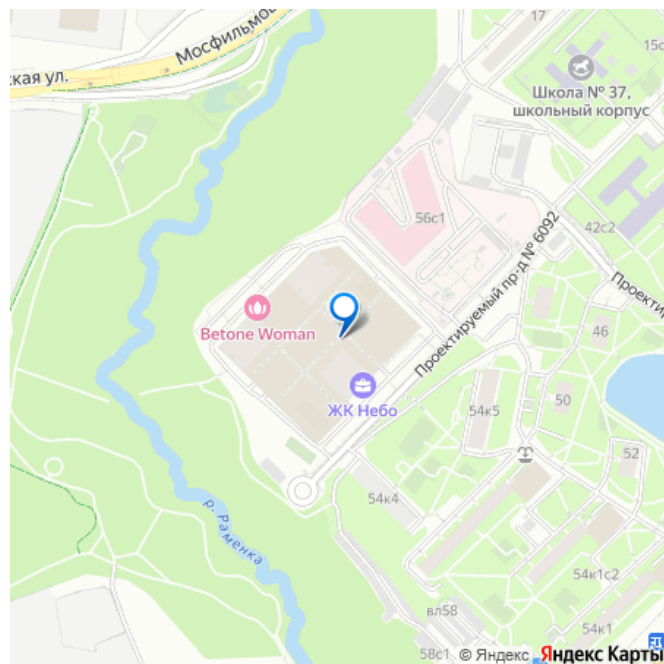 Мосфильмов
ская ул.
17
15с
Школа № 37,
школьный корпус
56с1
42с2
Проектируемый пр-д № 6092
Проекти
Betone Woman
46
ЖК Небо
50
54к5
52
54к4
р. Раменка
54к1с2
вл58
54к1
58с1
© Яндекс Яндекс Карты